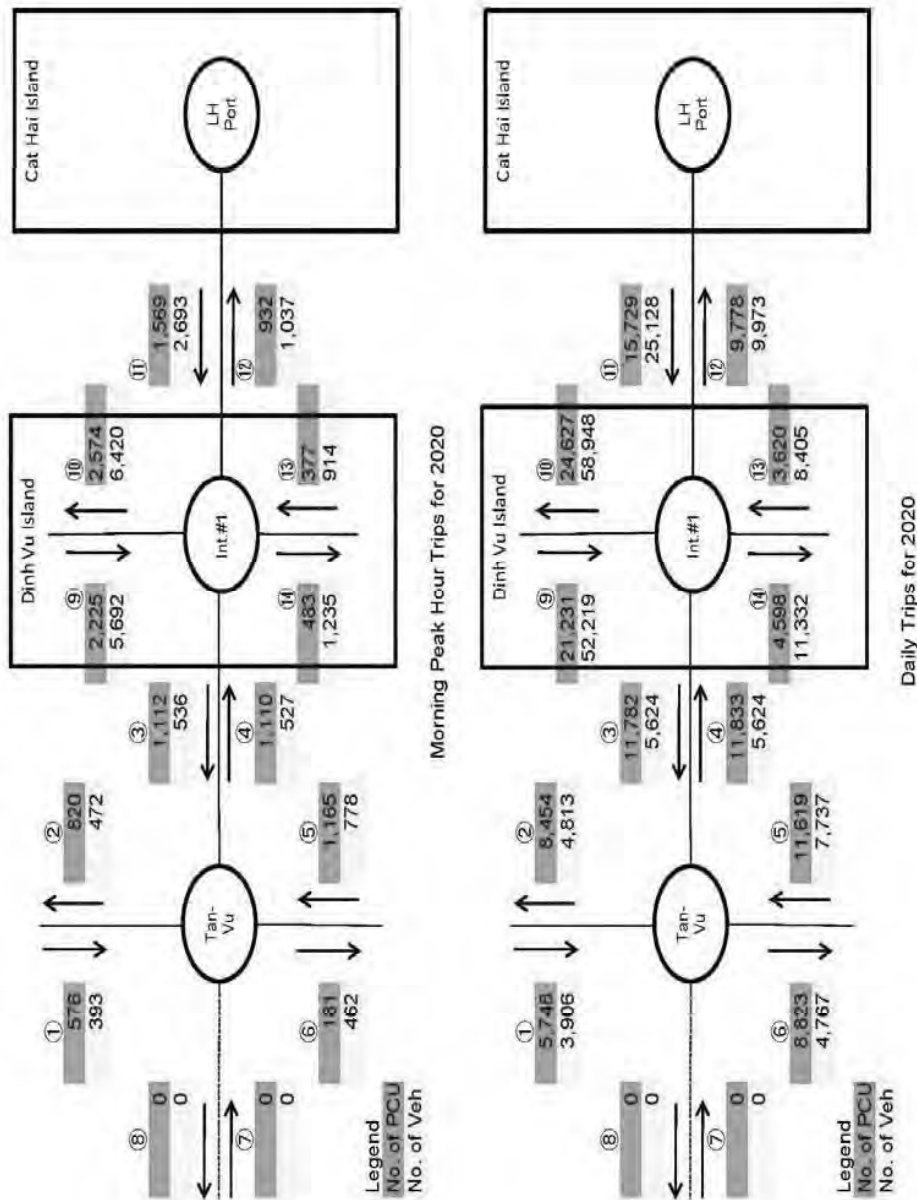 Cat Hai Island
LH
Port
Dinh Vu Island
Int.#1
Tan-
Vu
① 576
393
② 820
472
③ 1,112
536
④ 1,110
527
⑤ 1,165
778
⑥ 181
462
⑦ 0
0
⑧ 0
0
⑨ 2,225
5,692
⑩ 2,574
6,420
⑪ 1,569
2,693
⑫ 932
1,037
⑬ 377
914
⑭ 483
1,235
Legend
No. of PCU
No. of Veh
Morning Peak Hour Trips for 2020
Cat Hai Island
LH
Port
Dinh Vu Island
Int.#1
Tan-
Vu
① 5,746
3,906
② 8,454
4,813
③ 11,782
5,624
④ 11,833
5,624
⑤ 11,619
7,737
⑥ 8,823
4,767
⑦ 0
0
⑧ 0
0
⑨ 21,231
52,219
⑩ 24,627
58,948
⑪ 15,729
25,128
⑫ 9,778
9,973
⑬ 3,620
8,405
⑭ 4,598
11,332
Legend
No. of PCU
No. of Veh
Daily Trips for 2020